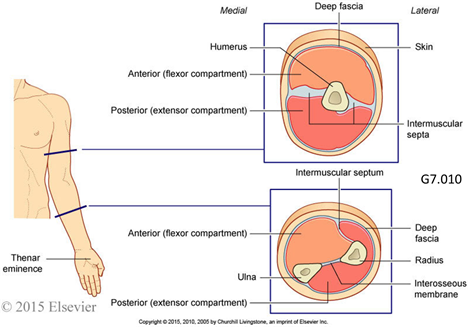 Medial
Deep fascia
Lateral
Humerus
Skin
Anterior (flexor compartment)
Posterior (extensor compartment)
Intermuscular
septa
Intermuscular septum
G7.010
Anterior (flexor compartment)
Deep
fascia
Thenar
eminence
Radius
Ulna
Interosseous
membrane
Posterior (extensor compartment)
© 2015 Elsevier
Copyright © 2015, 2010, 2005 by Churchill Livingstone, an imprint of Elsevier Inc.